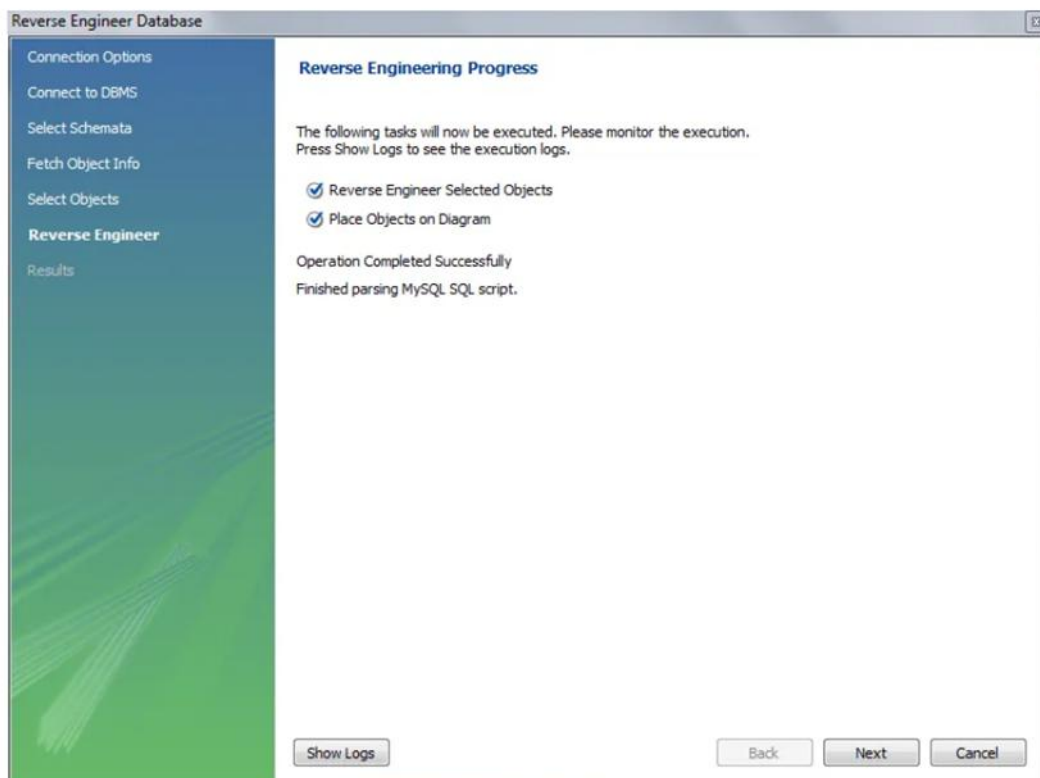 Reverse Engineer Database
Connection Options
Connect to DBMS
Select Schemata
Fetch Object Info
Select Objects
Reverse Engineer
Results
Reverse Engineering Progress
The following tasks will now be executed. Please monitor the execution.
Press Show Logs to see the execution logs.
Reverse Engineer Selected Objects
Place Objects on Diagram
Operation Completed Successfully
Finished parsing MySQL SQL script.
Show Logs
Back
Next
Cancel